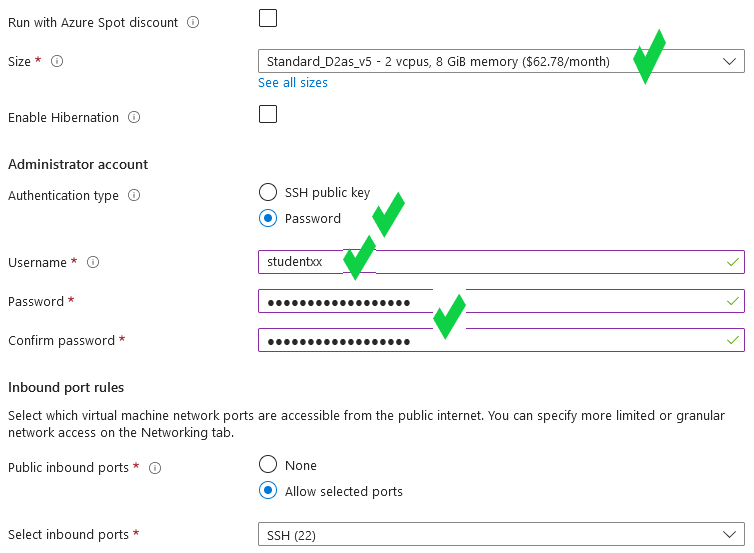 Run with Azure Spot discount
Size * Standard_D2as_v5 - 2 vcpus, 8 GiB memory ($62.78/month)
See all sizes
Enable Hibernation
Administrator account
Authentication type SSH public key
Password
Username * studentxx
Password * ●●●●●●●●●●●●●●●●●●
Confirm password * ●●●●●●●●●●●●●●●●●●
Inbound port rules
Select which virtual machine network ports are accessible from the public internet. You can specify more limited or granular
network access on the Networking tab.
Public inbound ports * None
Allow selected ports
Select inbound ports * SSH (22)